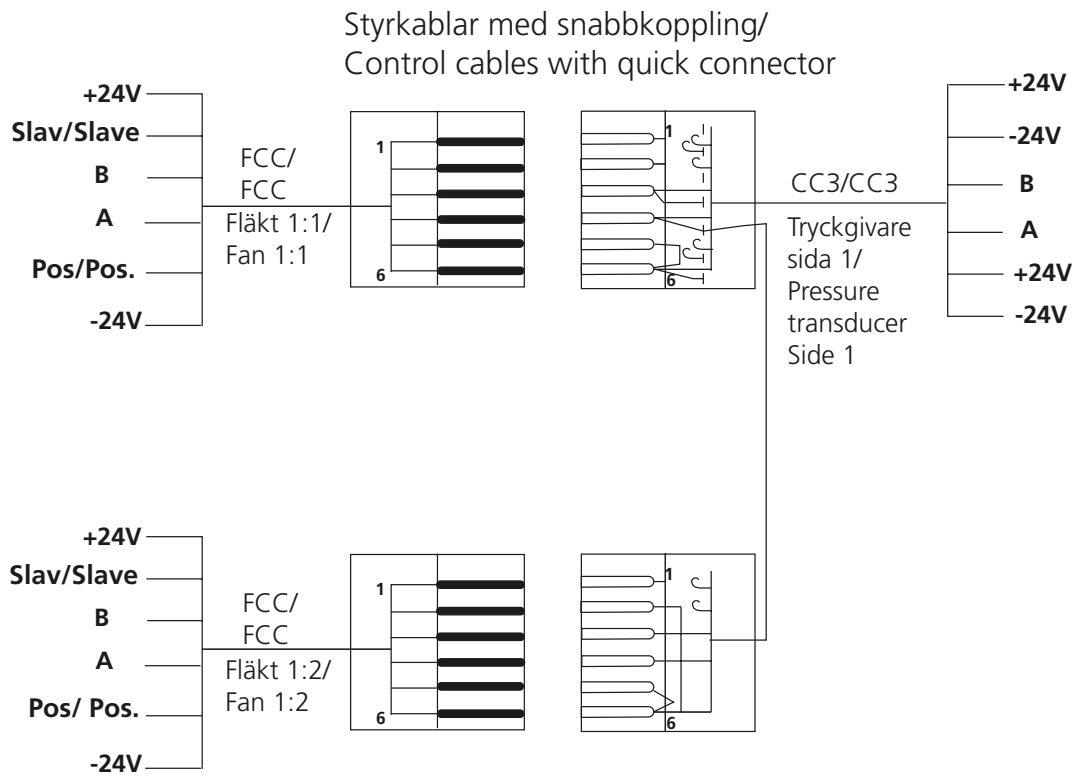 Styrkablar med snabbkoppling/
Control cables with quick connector
+24V
Slav/Slave
B
A
Pos/Pos.
-24V
FCC/
FCC
Fläkt 1:1/
Fan 1:1
1
6
1
6
CC3/CC3
Tryckgivare
sida 1/
Pressure
transducer
Side 1
+24V
-24V
B
A
+24V
-24V
+24V
Slav/Slave
B
A
Pos/ Pos.
-24V
FCC/
FCC
Fläkt 1:2/
Fan 1:2
1
6
1
6